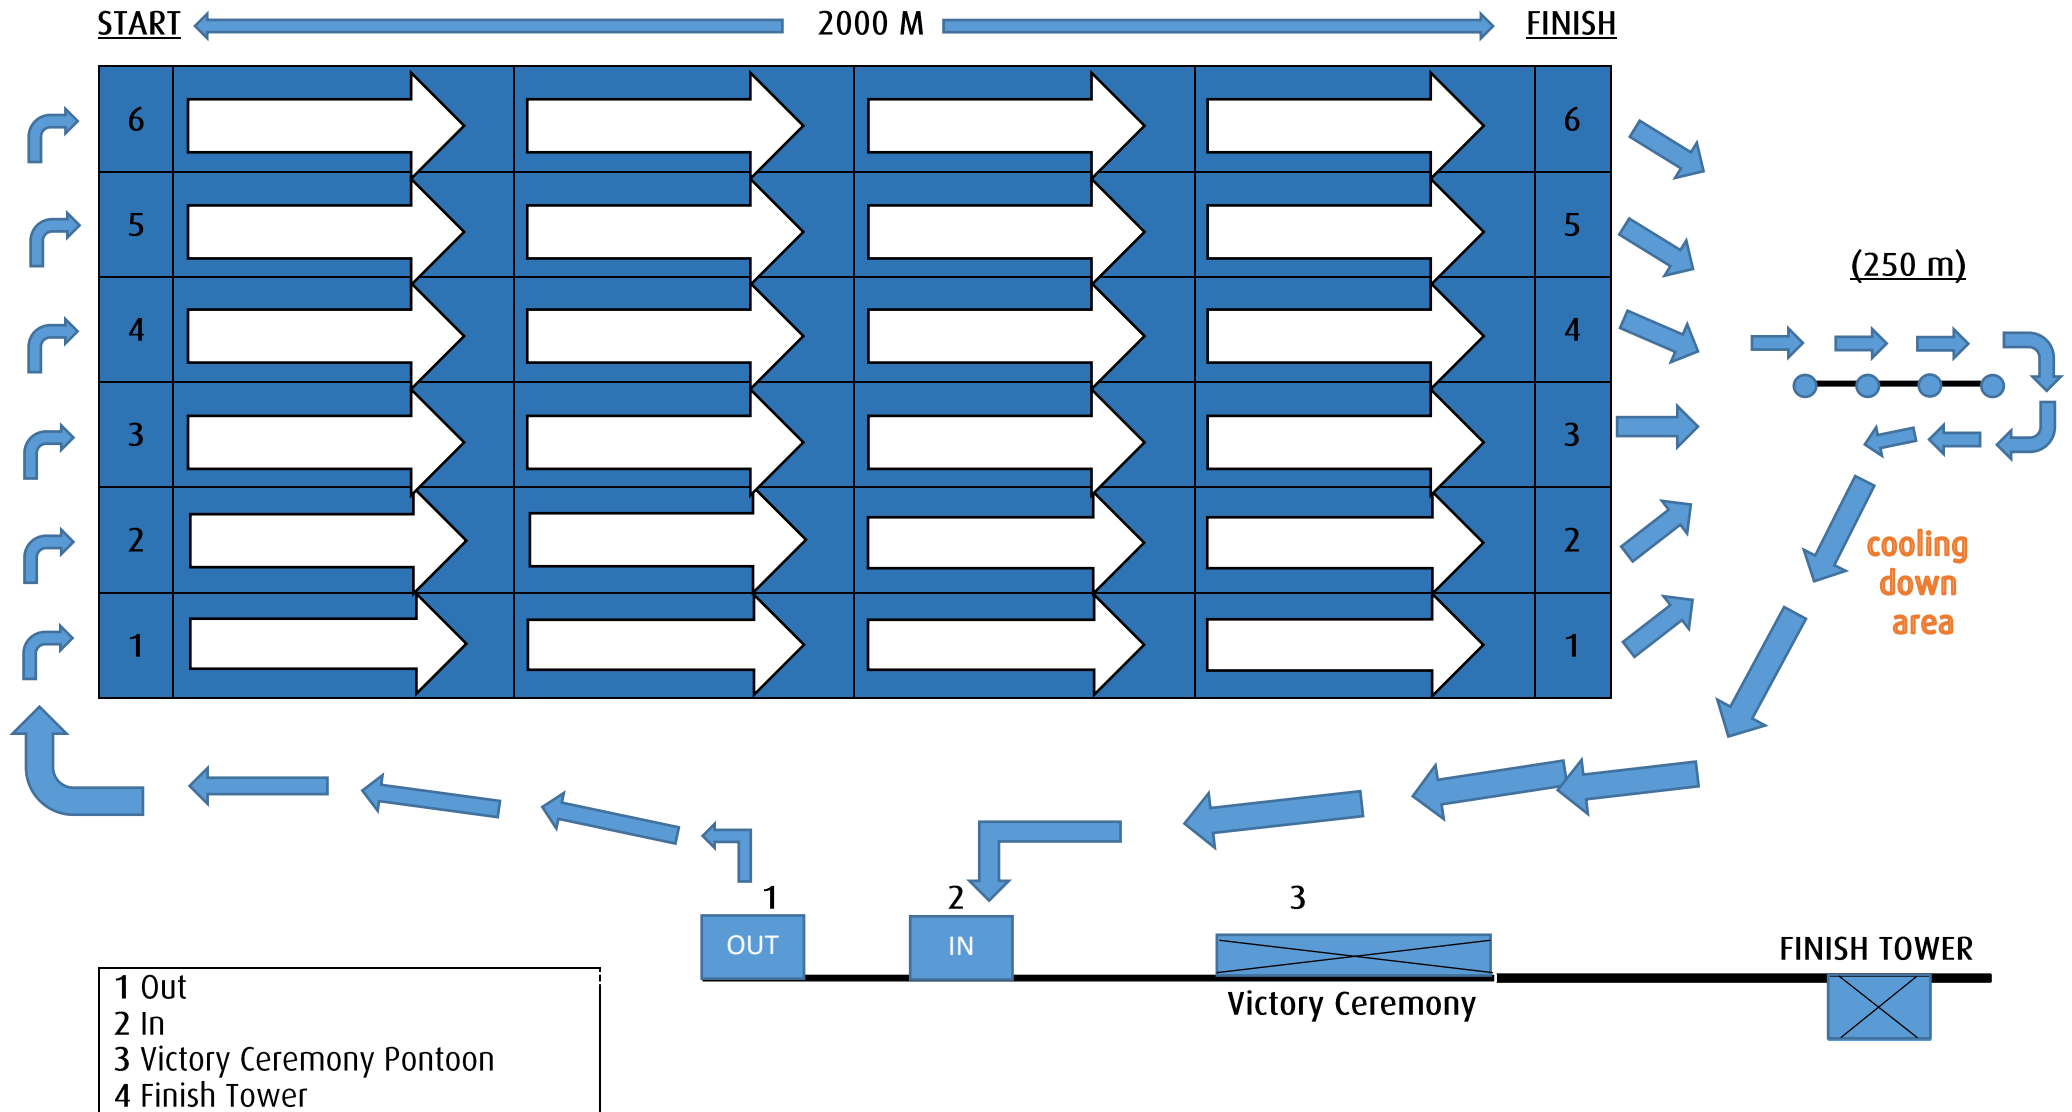 START 2000 M FINISH
6 6
5 5
(250 m)
4 4
3 3
2 2
cooling
down
area
1 1
1 2 3
OUT IN
FINISH TOWER
Victory Ceremony
1 Out
2 In
3 Victory Ceremony Pontoon
4 Finish Tower